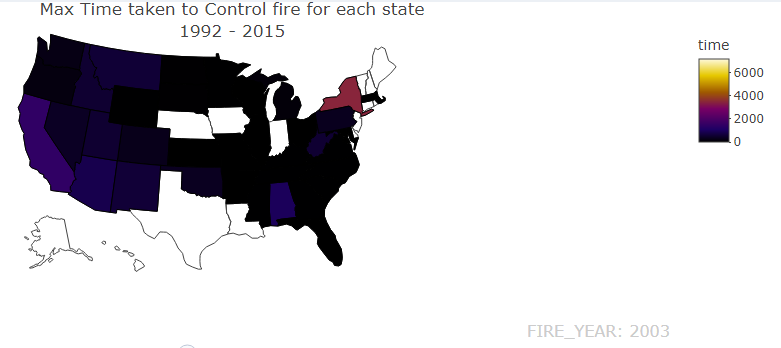 Max Time taken to Control fire for each state
1992 - 2015
time
6000
4000
2000
0
FIRE_YEAR: 2003